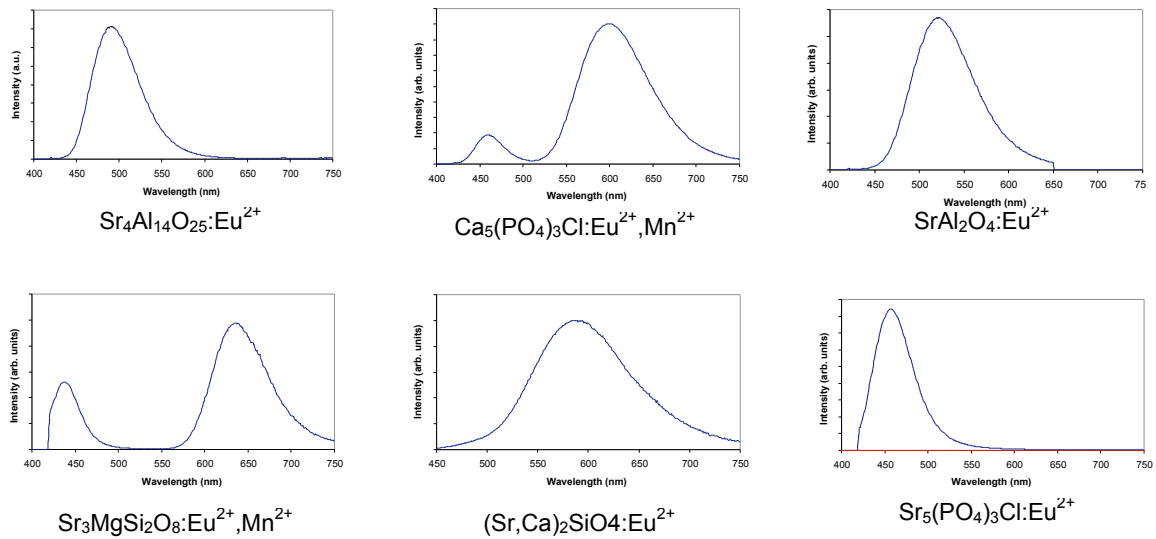 Intensity (a.u.)
400 450 500 550 600 650 700 750
Wavelength (nm)
Sr₄Al₁₄O₂₅:Eu²⁺
Intensity (arb. units)
400 450 500 550 600 650 700 750
Wavelength (nm)
Ca₅(PO₄)₃Cl:Eu²⁺,Mn²⁺
Intensity (arb. units)
400 450 500 550 600 650 700 75
Wavelength (nm)
SrAl₂O₄:Eu²⁺
Intensity (arb. units)
400 450 500 550 600 650 700 750
Wavelength (nm)
Sr₃MgSi₂O₈:Eu²⁺,Mn²⁺
Intensity (arb. units)
450 500 550 600 650 700 750
Wavelength (nm)
(Sr,Ca)₂SiO4:Eu²⁺
Intensity (arb. units)
400 450 500 550 600 650 700 750
Wavelength (nm)
Sr₅(PO₄)₃Cl:Eu²⁺